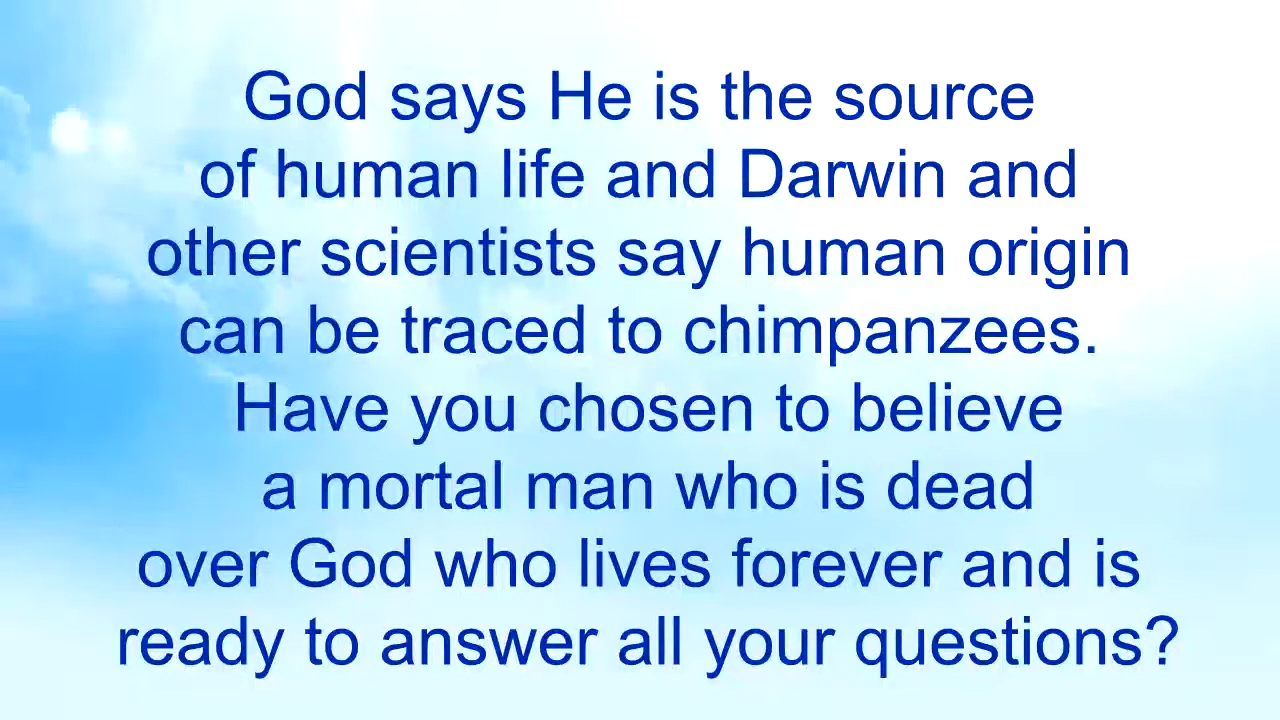 God says He is the source
of human life and Darwin and
other scientists say human origin
can be traced to chimpanzees.
Have you chosen to believe
a mortal man who is dead
over God who lives forever and is
ready to answer all your questions?